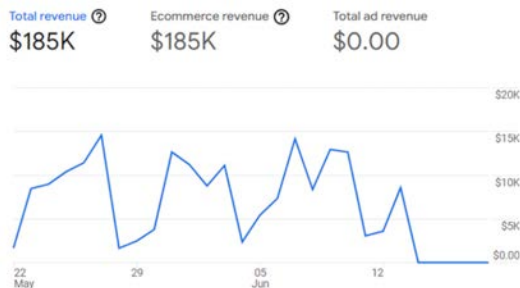 Total revenue ? Ecommerce revenue ? Total ad revenue
$185K $185K $0.00
$20K
$15K
$10K
$5K
$0.00
22 29 05 12
May Jun